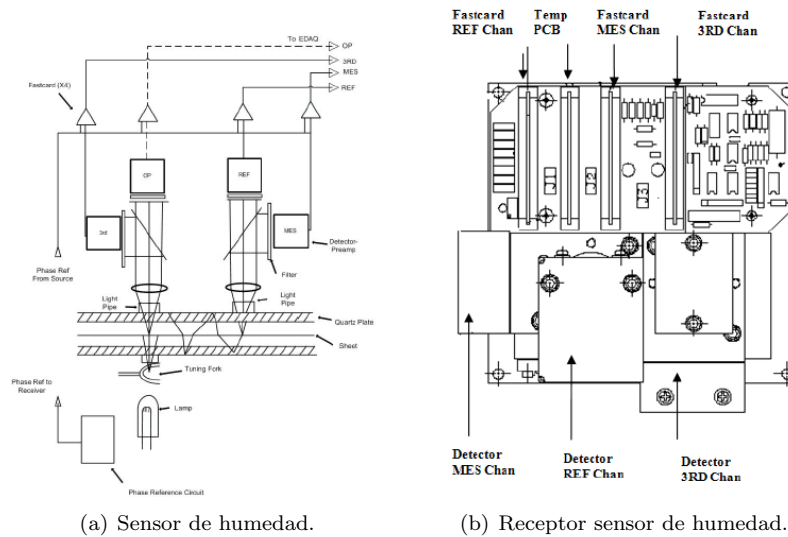 To EDAQ
OP
3RD
MES
REF
Fastcard (X4)
OP
REF
3rd
MES
Detector-
Preamp
Phase Ref
From Source
Filter
Light
Pipe
Light
Pipe
Quartz Plate
Sheet
Tuning Fork
Phase Ref to
Receiver
Lamp
Phase Reference Circuit
(a) Sensor de humedad.
Fastcard
REF Chan
Temp
PCB
Fastcard
MES Chan
Fastcard
3RD Chan
J1
J2
J3
Detector
MES Chan
Detector
REF Chan
Detector
3RD Chan
(b) Receptor sensor de humedad.